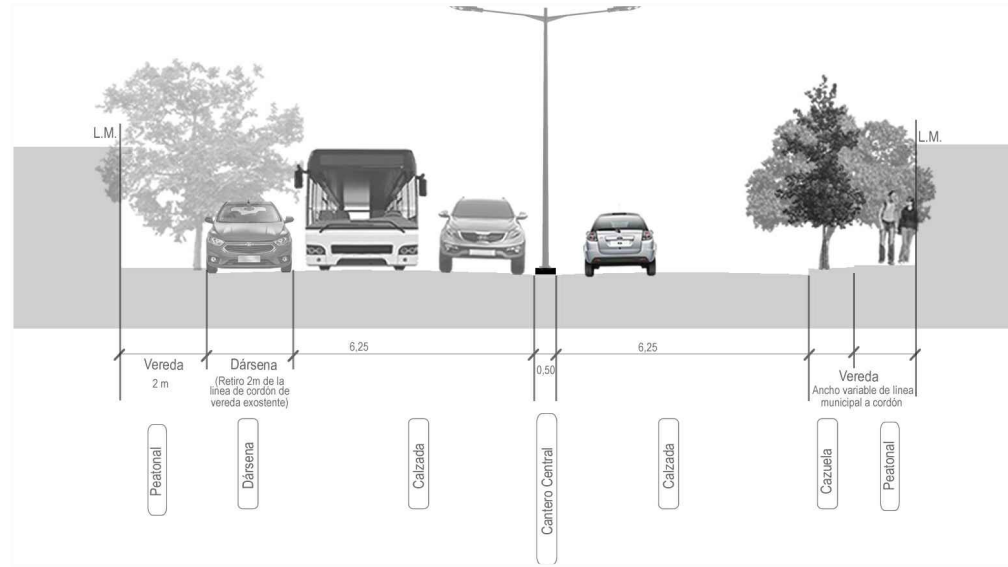 L.M.
L.M.
6,25
6,25
0,50
Vereda
2 m
Dársena
(Retiro 2m de la
línea de cordón de
vereda exostente)
Vereda
Ancho variable de línea
municipal a cordón
Peatonal
Dársena
Calzada
Cantero Central
Calzada
Cazuela
Peatonal